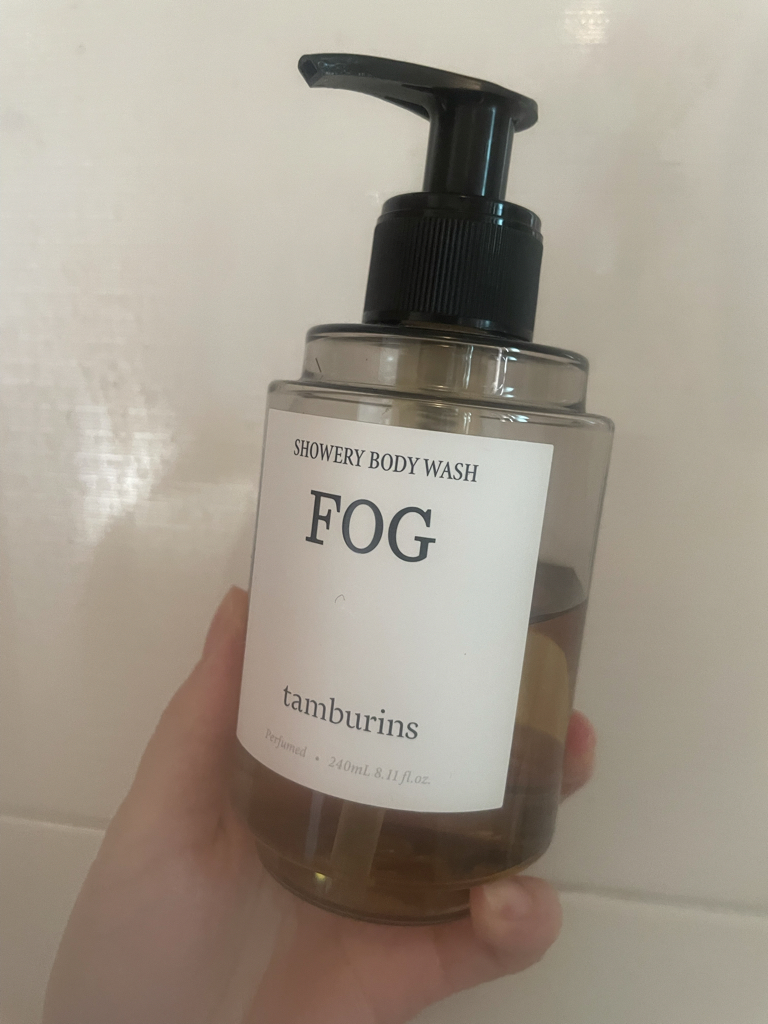 SHOWERY BODY WASH
FOG
tamburins
Perfumed • 240mL 8.11 fl.oz.